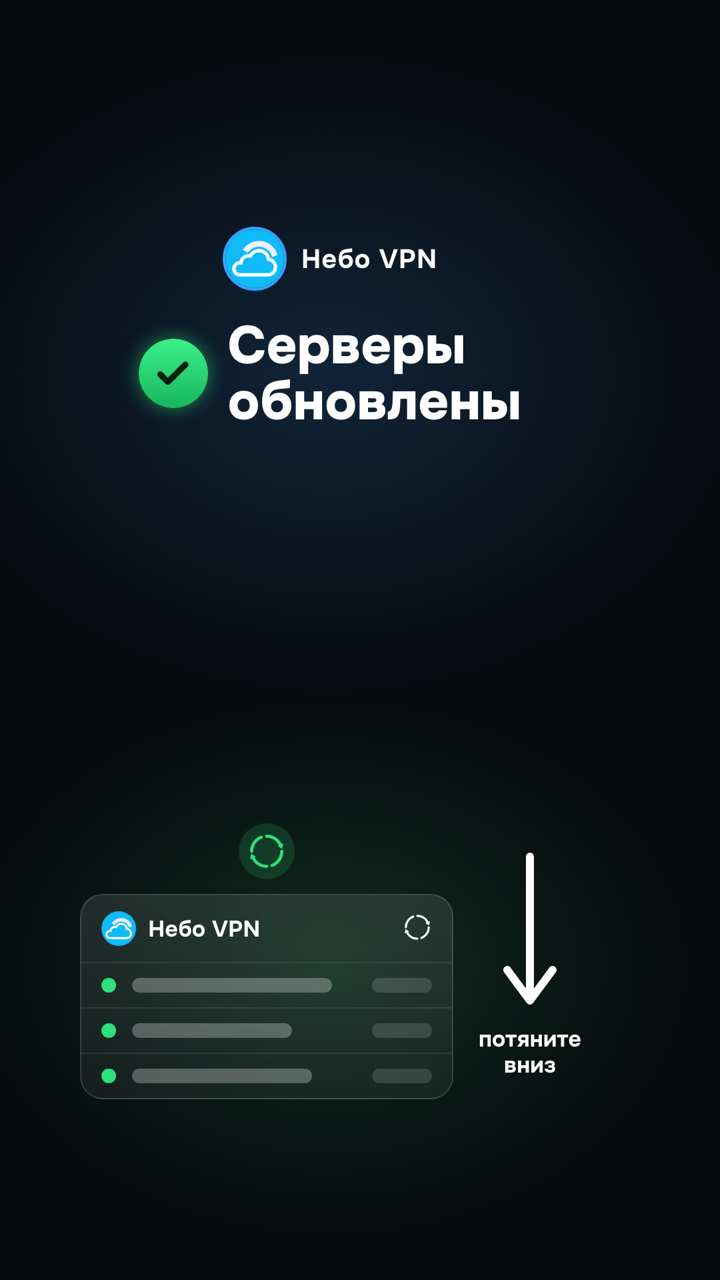 Небо VPN
Серверы
обновлены
Небо VPN
потяните
вниз